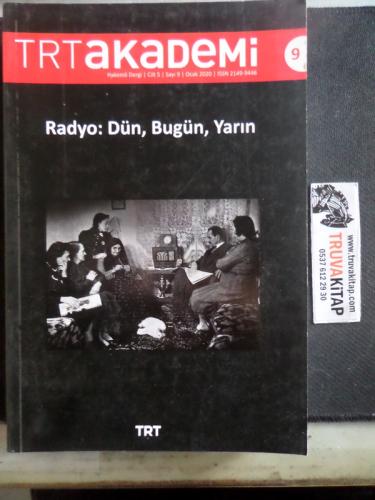 TRTakademi
9
Hakemli Dergi | Cilt 5 | Sayı 9 | Ocak 2020 | ISSN 2149-9446
Radyo: Dün, Bugün, Yarın
TRT
www.truvakitap.com
TRUVAKİTAP
0537 612 29 30